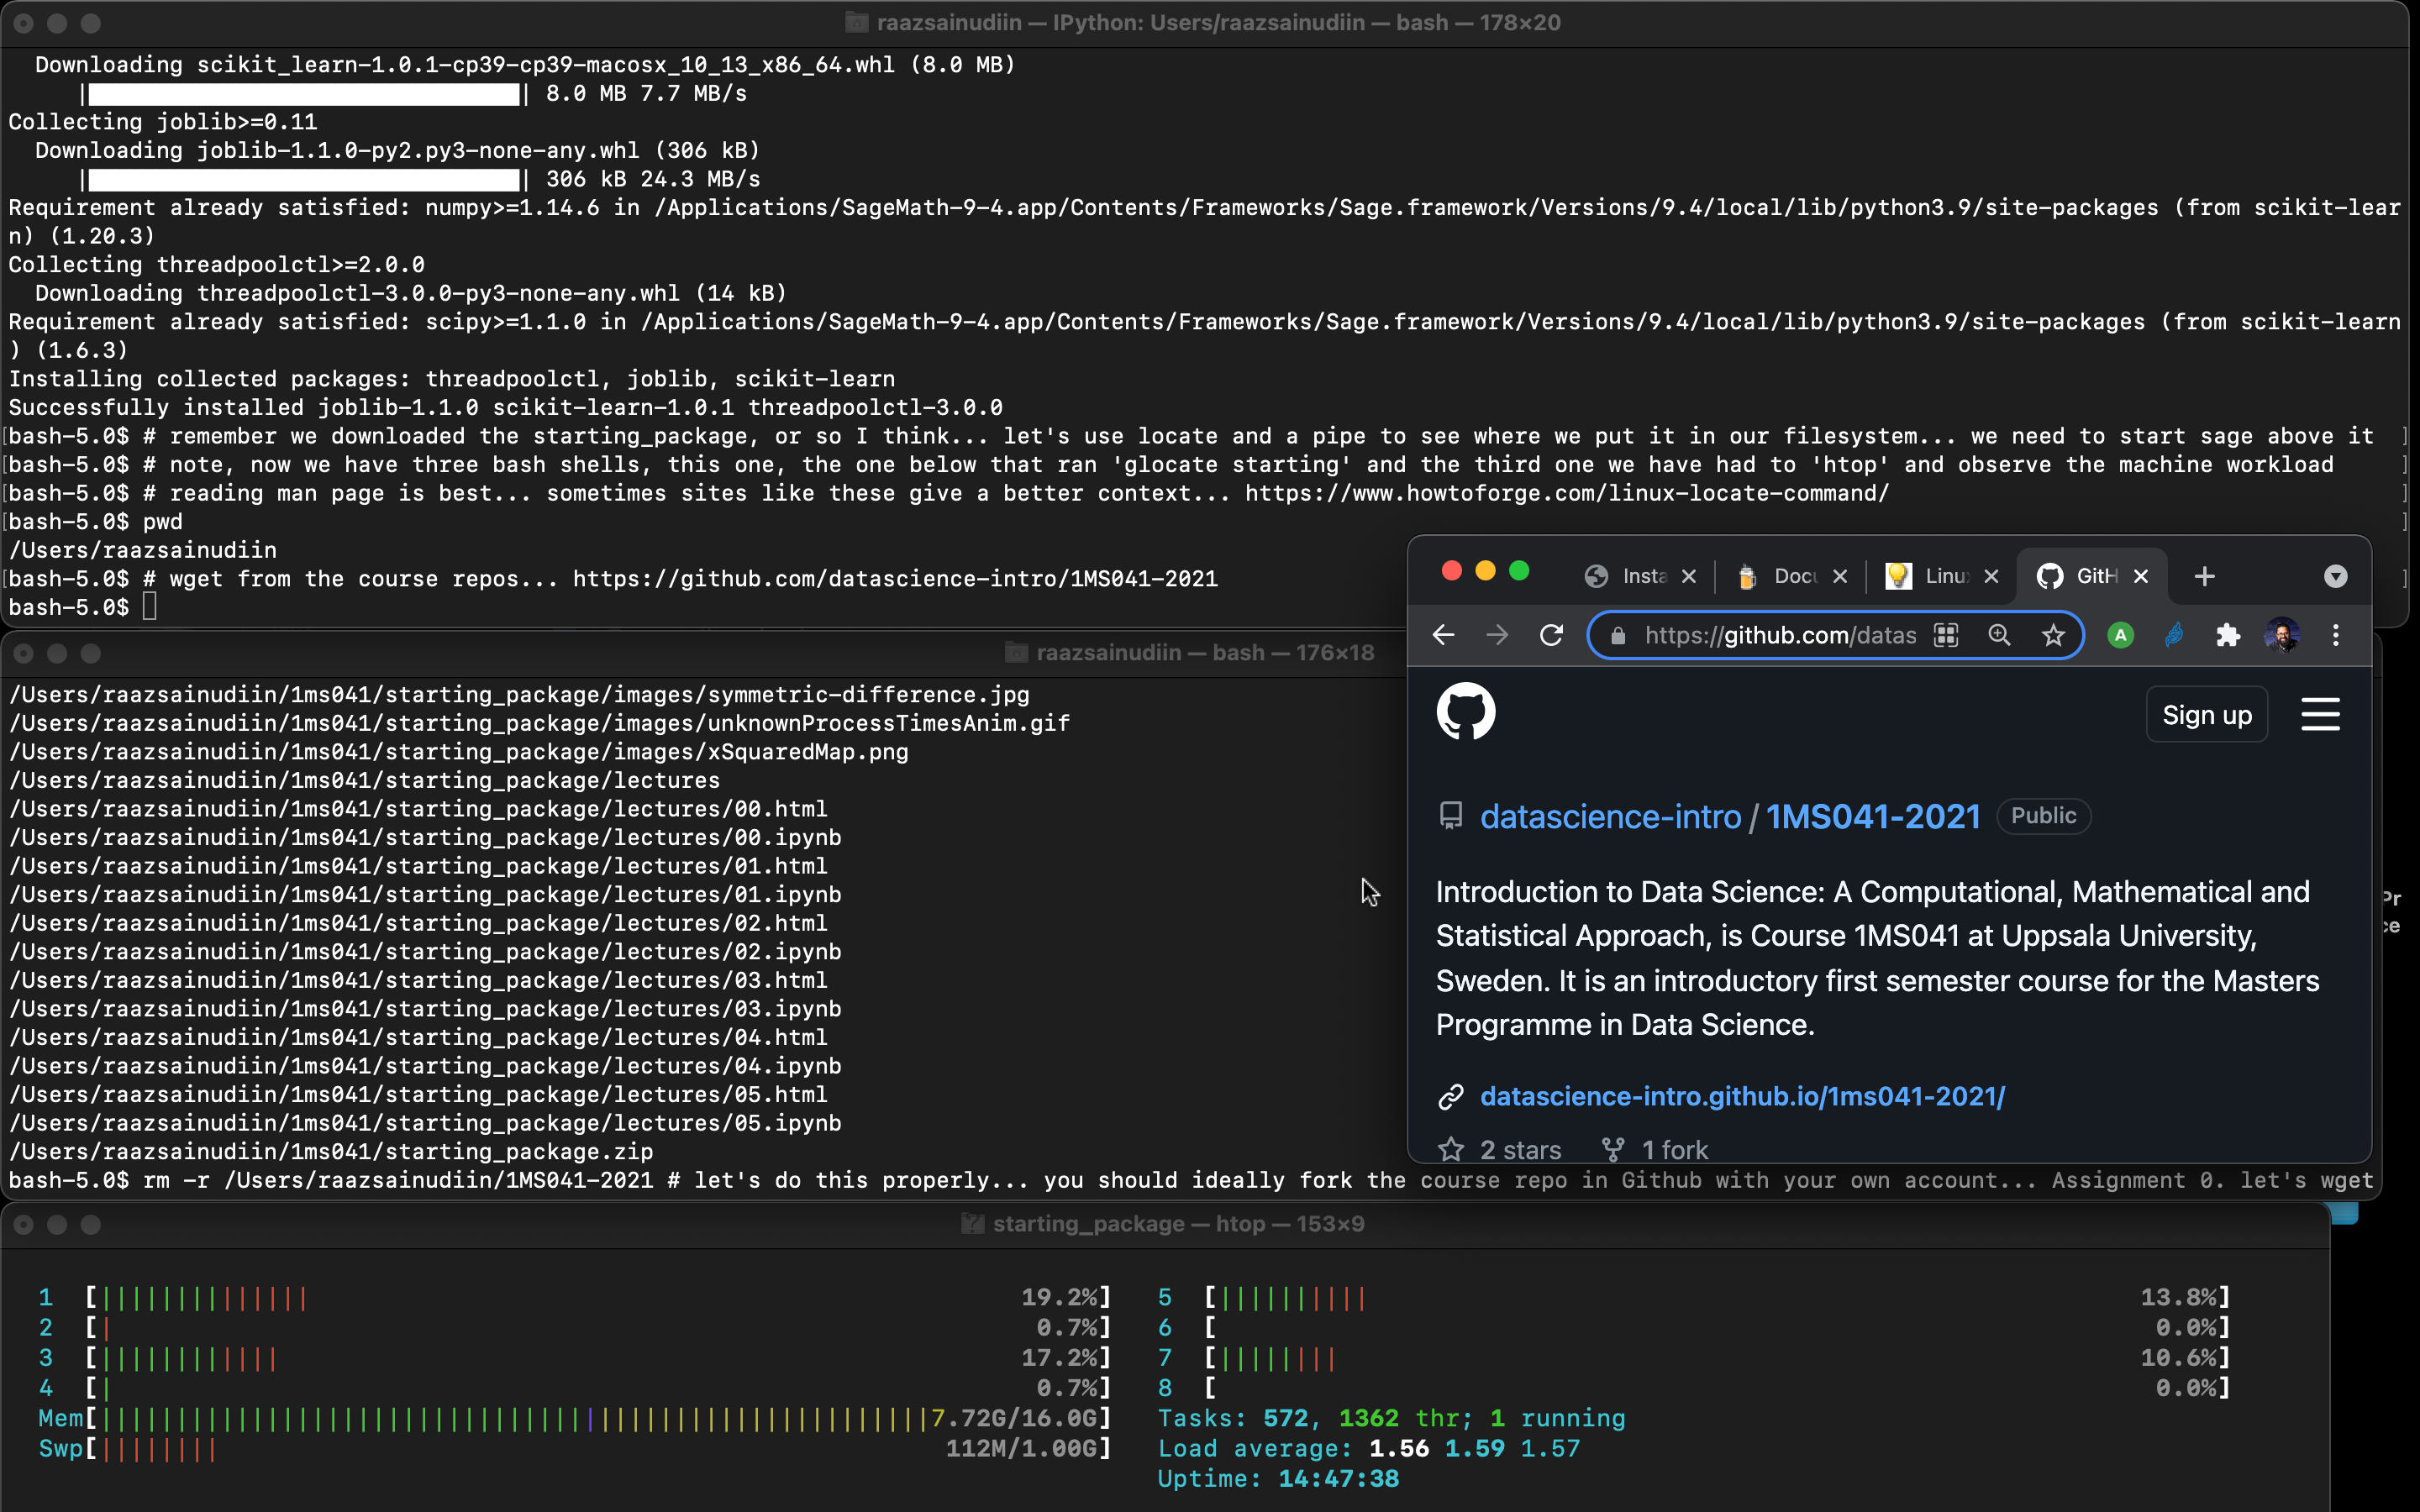 raazsainudiin — IPython: Users/raazsainudiin — bash — 178×20
Downloading scikit_learn-1.0.1-cp39-cp39-macosx_10_13_x86_64.whl (8.0 MB)
| 8.0 MB 7.7 MB/s
Collecting joblib>=0.11
Downloading joblib-1.1.0-py2.py3-none-any.whl (306 kB)
| 306 kB 24.3 MB/s
Requirement already satisfied: numpy>=1.14.6 in /Applications/SageMath-9-4.app/Contents/Frameworks/Sage.framework/Versions/9.4/local/lib/python3.9/site-packages (from scikit-lear
n) (1.20.3)
Collecting threadpoolctl>=2.0.0
Downloading threadpoolctl-3.0.0-py3-none-any.whl (14 kB)
Requirement already satisfied: scipy>=1.1.0 in /Applications/SageMath-9-4.app/Contents/Frameworks/Sage.framework/Versions/9.4/local/lib/python3.9/site-packages (from scikit-learn
) (1.6.3)
Installing collected packages: threadpoolctl, joblib, scikit-learn
Successfully installed joblib-1.1.0 scikit-learn-1.0.1 threadpoolctl-3.0.0
[bash-5.0$ # remember we downloaded the starting_package, or so I think... let's use locate and a pipe to see where we put it in our filesystem... we need to start sage above it ]
[bash-5.0$ # note, now we have three bash shells, this one, the one below that ran 'glocate starting' and the third one we have had to 'htop' and observe the machine workload ]
[bash-5.0$ # reading man page is best... sometimes sites like these give a better context... https://www.howtoforge.com/linux-locate-command/ ]
[bash-5.0$ pwd ]
/Users/raazsainudiin
[bash-5.0$ # wget from the course repos... https://github.com/datascience-intro/1MS041-2021 ]
bash-5.0$
raazsainudiin — bash — 176×18
/Users/raazsainudiin/1ms041/starting_package/images/symmetric-difference.jpg
/Users/raazsainudiin/1ms041/starting_package/images/unknownProcessTimesAnim.gif
/Users/raazsainudiin/1ms041/starting_package/images/xSquaredMap.png
/Users/raazsainudiin/1ms041/starting_package/lectures
/Users/raazsainudiin/1ms041/starting_package/lectures/00.html
/Users/raazsainudiin/1ms041/starting_package/lectures/00.ipynb
/Users/raazsainudiin/1ms041/starting_package/lectures/01.html
/Users/raazsainudiin/1ms041/starting_package/lectures/01.ipynb
/Users/raazsainudiin/1ms041/starting_package/lectures/02.html
/Users/raazsainudiin/1ms041/starting_package/lectures/02.ipynb
/Users/raazsainudiin/1ms041/starting_package/lectures/03.html
/Users/raazsainudiin/1ms041/starting_package/lectures/03.ipynb
/Users/raazsainudiin/1ms041/starting_package/lectures/04.html
/Users/raazsainudiin/1ms041/starting_package/lectures/04.ipynb
/Users/raazsainudiin/1ms041/starting_package/lectures/05.html
/Users/raazsainudiin/1ms041/starting_package/lectures/05.ipynb
/Users/raazsainudiin/1ms041/starting_package.zip
bash-5.0$ rm -r /Users/raazsainudiin/1MS041-2021 # let's do this properly... you should ideally fork the course repo in Github with your own account... Assignment 0. let's wget
Insta Docu Linu GitH
https://github.com/datas A
Sign up
datascience-intro / 1MS041-2021 Public
Introduction to Data Science: A Computational, Mathematical and
Statistical Approach, is Course 1MS041 at Uppsala University,
Sweden. It is an introductory first semester course for the Masters
Programme in Data Science.
datascience-intro.github.io/1ms041-2021/
2 stars 1 fork
Pr
ce
starting_package — htop — 153×9
1 [|||||||||||||| 19.2%] 5 [|||||||||| 13.8%]
2 [| 0.7%] 6 [ 0.0%]
3 [|||||||||||| 17.2%] 7 [|||||||| 10.6%]
4 [| 0.7%] 8 [ 0.0%]
Mem[|||||||||||||||||||||||||||||||||||||||||||||||||||||||7.72G/16.0G] Tasks: 572, 1362 thr; 1 running
Swp[|||||||| 112M/1.00G] Load average: 1.56 1.59 1.57
Uptime: 14:47:38